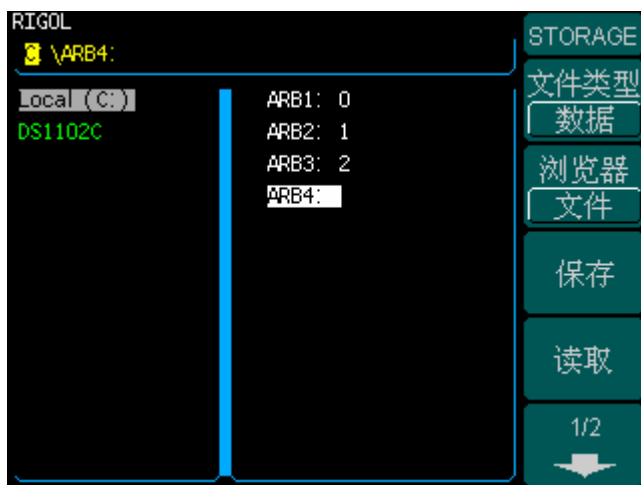 RIGOL
C \ARB4:
Local (C:)
DS1102C
ARB1: 0
ARB2: 1
ARB3: 2
ARB4:
STORAGE
文件类型
数据
浏览器
文件
保存
读取
1/2